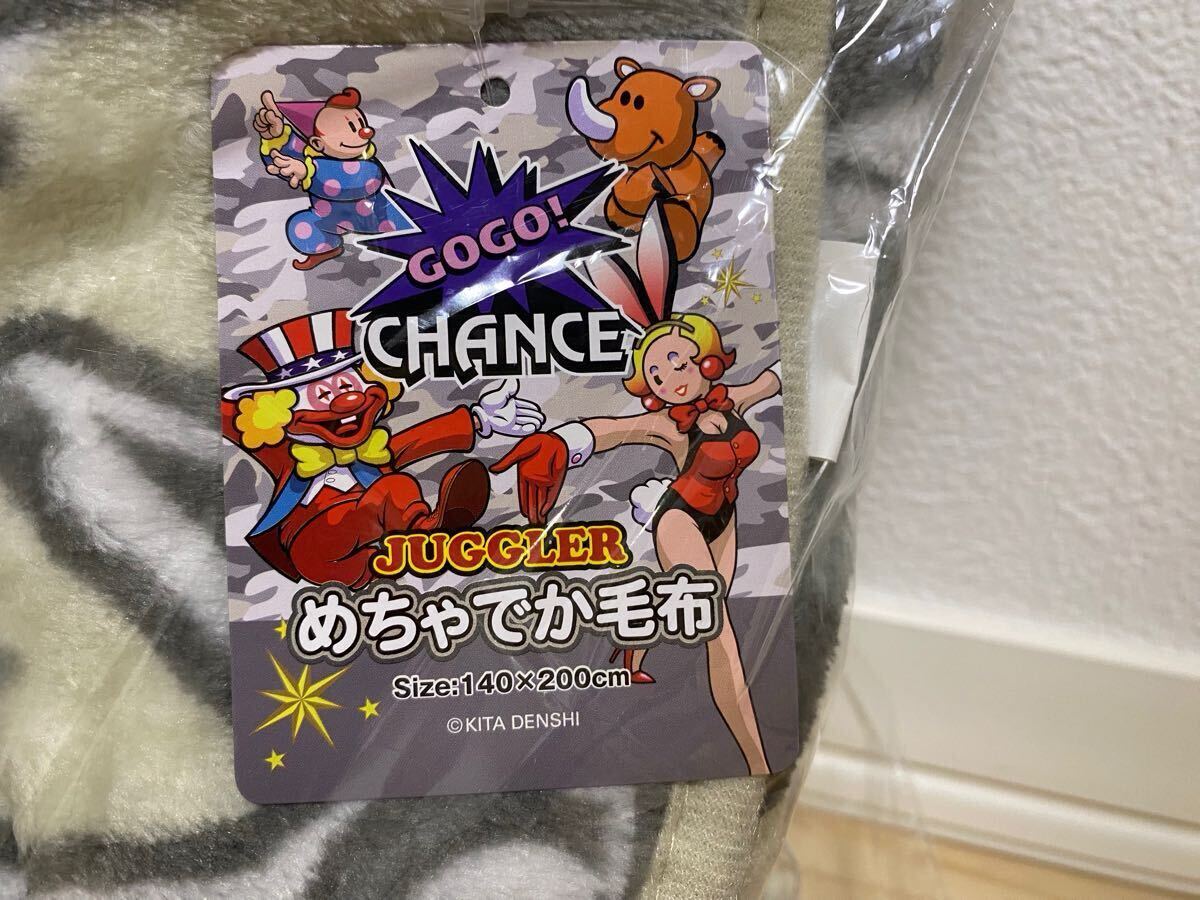 GOGO!
CHANCE
JUGGLER
めちゃでか毛布
Size:140×200cm
©KITA DENSHI